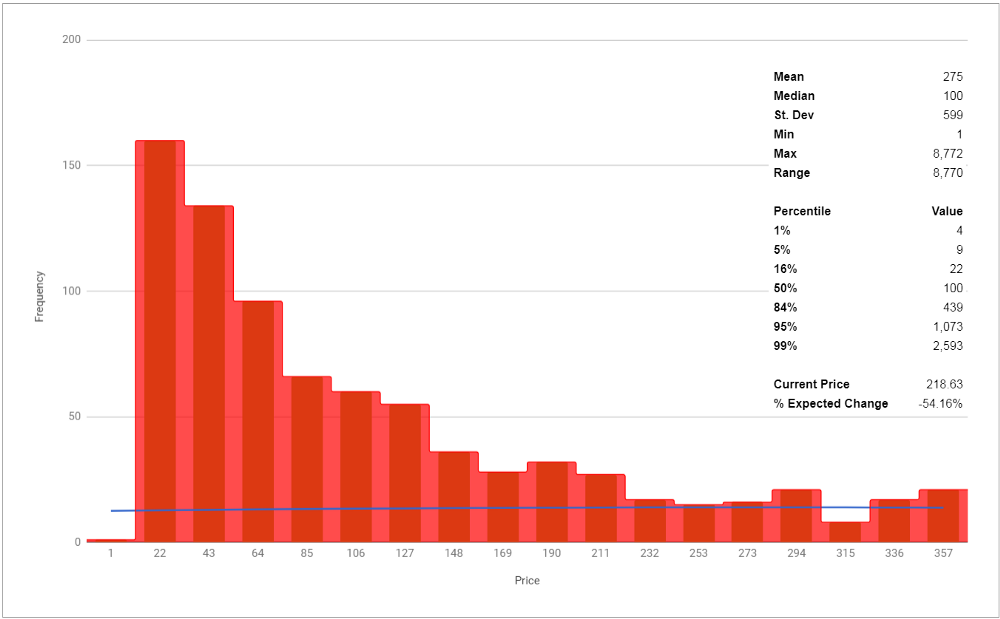 200
150
100
50
0
Frequency
1 22 43 64 85 106 127 148 169 190 211 232 253 273 294 315 336 357
Price
Mean 275
Median 100
St. Dev 599
Min 1
Max 8,772
Range 8,770
Percentile Value
1% 4
5% 9
16% 22
50% 100
84% 439
95% 1,073
99% 2,593
Current Price 218.63
% Expected Change -54.16%